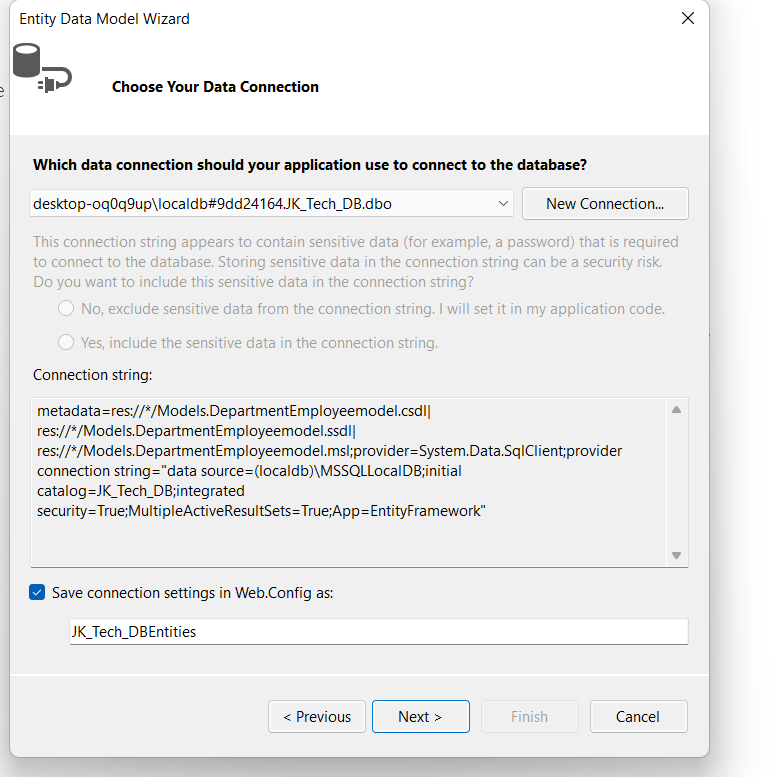 Entity Data Model Wizard
Choose Your Data Connection
Which data connection should your application use to connect to the database?
desktop-oq0q9up\localdb#9dd24164JK_Tech_DB.dbo
New Connection...
This connection string appears to contain sensitive data (for example, a password) that is required
to connect to the database. Storing sensitive data in the connection string can be a security risk.
Do you want to include this sensitive data in the connection string?
No, exclude sensitive data from the connection string. I will set it in my application code.
Yes, include the sensitive data in the connection string.
Connection string:
metadata=res://*/Models.DepartmentEmployeemodel.csdl|
res://*/Models.DepartmentEmployeemodel.ssdl|
res://*/Models.DepartmentEmployeemodel.msl;provider=System.Data.SqlClient;provider
connection string="data source=(localdb)\MSSQLLocalDB;initial
catalog=JK_Tech_DB;integrated
security=True;MultipleActiveResultSets=True;App=EntityFramework"
Save connection settings in Web.Config as:
JK_Tech_DBEntities
< Previous
Next >
Finish
Cancel